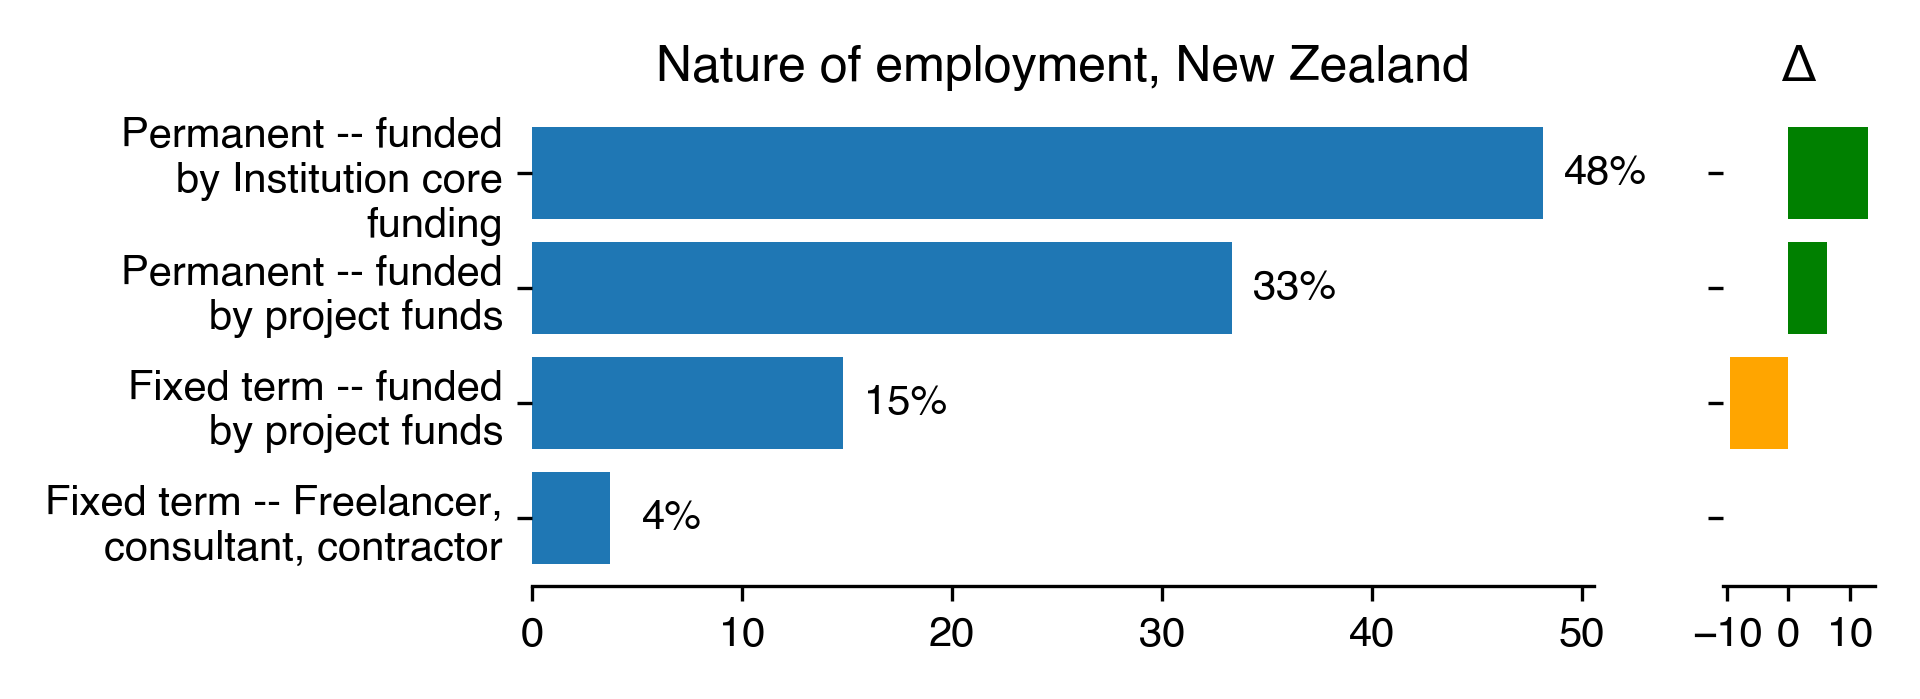 Nature of employment, New Zealand
Δ
Permanent -- funded
by Institution core
funding
48%
Permanent -- funded
by project funds
33%
Fixed term -- funded
by project funds
15%
Fixed term -- Freelancer,
consultant, contractor
4%
0 10 20 30 40 50
−10 0 10